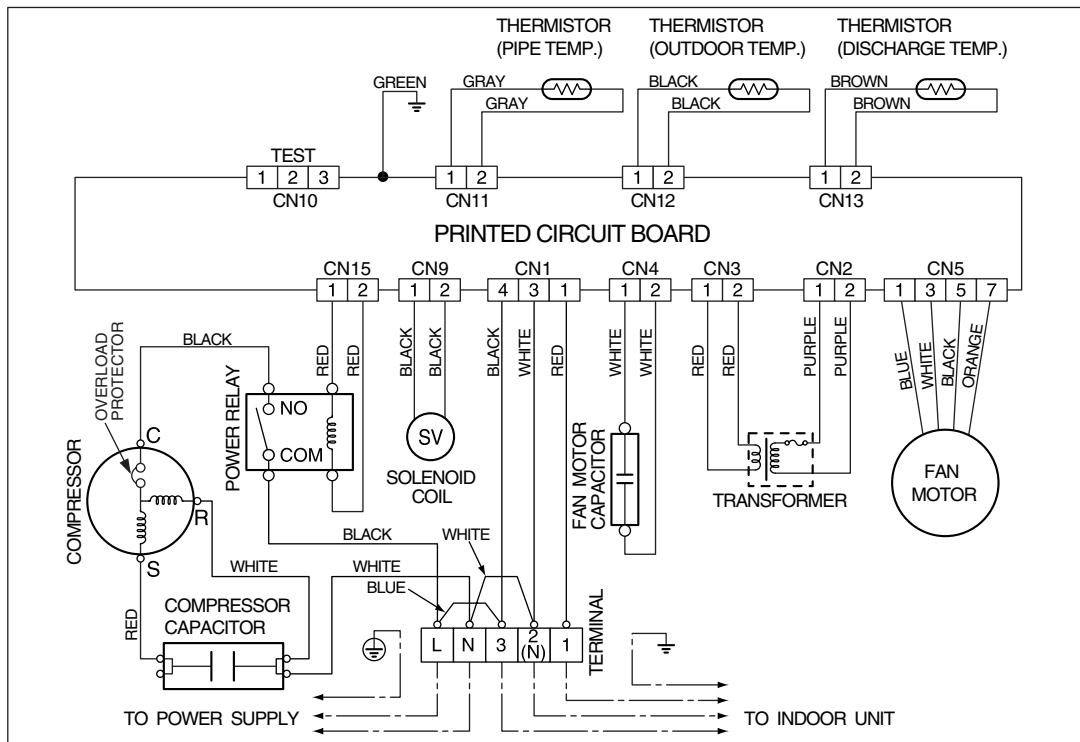 THERMISTOR
(PIPE TEMP.)
THERMISTOR
(OUTDOOR TEMP.)
THERMISTOR
(DISCHARGE TEMP.)
GREEN
GRAY
GRAY
BLACK
BLACK
BROWN
BROWN
TEST
1 2 3
CN10
1 2
CN11
1 2
CN12
1 2
CN13
PRINTED CIRCUIT BOARD
CN15
1 2
CN9
1 2
CN1
4 3 1
CN4
1 2
CN3
1 2
CN2
1 2
CN5
1 3 5 7
BLACK
RED
RED
BLACK
BLACK
BLACK
WHITE
RED
WHITE
WHITE
RED
RED
PURPLE
PURPLE
BLUE
WHITE
BLACK
ORANGE
OVERLOAD
PROTECTOR
POWER RELAY
NO
COM
SV
SOLENOID
COIL
FAN MOTOR
CAPACITOR
TRANSFORMER
FAN
MOTOR
COMPRESSOR
C
R
S
BLACK
WHITE
WHITE
WHITE
BLUE
RED
COMPRESSOR
CAPACITOR
L N 3 2 (N) 1
TERMINAL
TO POWER SUPPLY
TO INDOOR UNIT